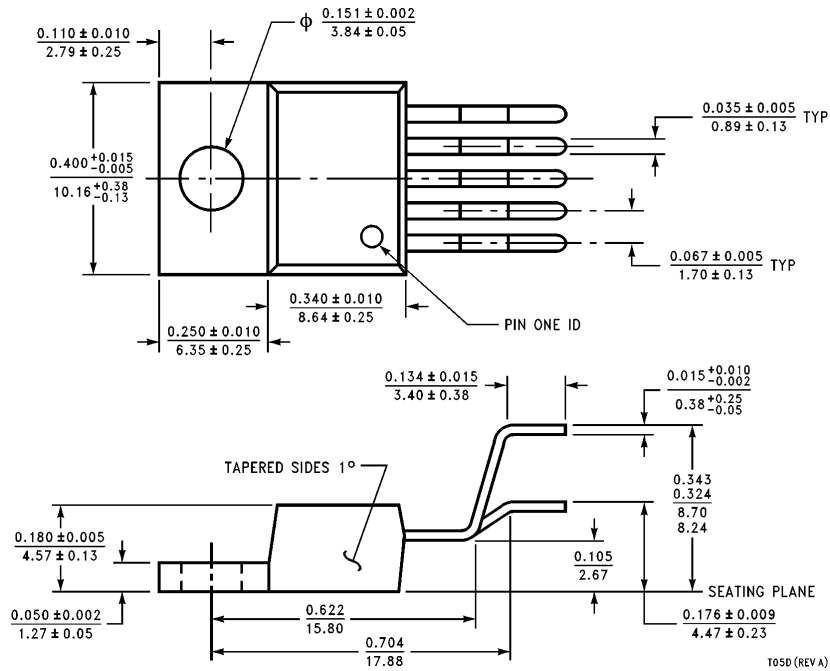 ϕ 0.151 ± 0.002
3.84 ± 0.05
0.110 ± 0.010
2.79 ± 0.25
0.035 ± 0.005
0.89 ± 0.13
TYP
0.400 +0.015 -0.005
10.16 +0.38 -0.13
0.067 ± 0.005
1.70 ± 0.13
TYP
0.340 ± 0.010
8.64 ± 0.25
0.250 ± 0.010
6.35 ± 0.25
PIN ONE ID
0.134 ± 0.015
3.40 ± 0.38
0.015 +0.010 -0.002
0.38 +0.25 -0.05
TAPERED SIDES 1°
0.343
0.324
8.70
8.24
0.180 ± 0.005
4.57 ± 0.13
0.105
2.67
SEATING PLANE
0.050 ± 0.002
1.27 ± 0.05
0.622
15.80
0.176 ± 0.009
4.47 ± 0.23
0.704
17.88
T05D (REV A)